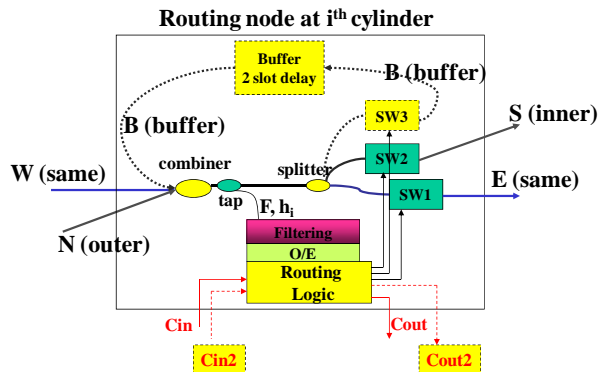 Routing node at iᵗʰ cylinder
Buffer
2 slot delay
B (buffer)
B (buffer)
S (inner)
SW3
combiner
splitter
SW2
W (same)
E (same)
SW1
tap
F, hᵢ
N (outer)
Filtering
O/E
Routing
Logic
Cin
Cout
Cin2
Cout2